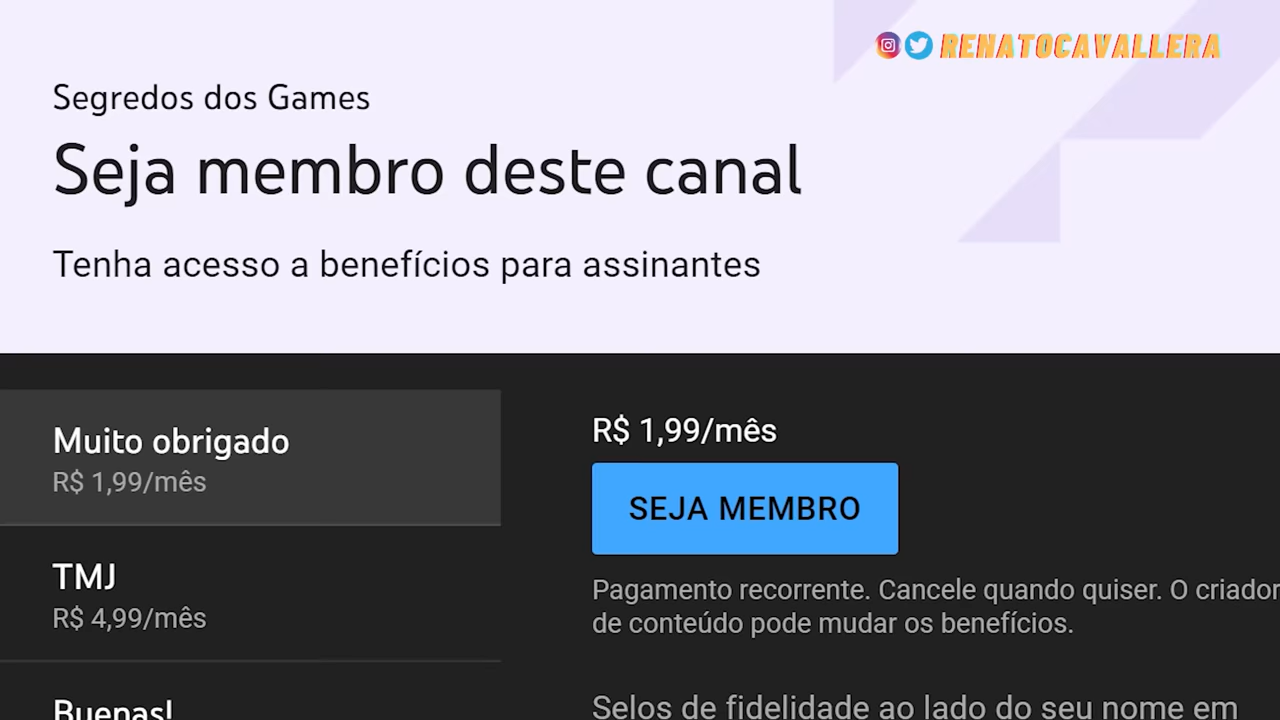 RENATOCAVALLERA
Segredos dos Games
Seja membro deste canal
Tenha acesso a benefícios para assinantes
Muito obrigado
R$ 1,99/mês
TMJ
R$ 4,99/mês
Buenas!
R$ 1,99/mês
SEJA MEMBRO
Pagamento recorrente. Cancele quando quiser. O criador
de conteúdo pode mudar os benefícios.
Selos de fidelidade ao lado do seu nome em